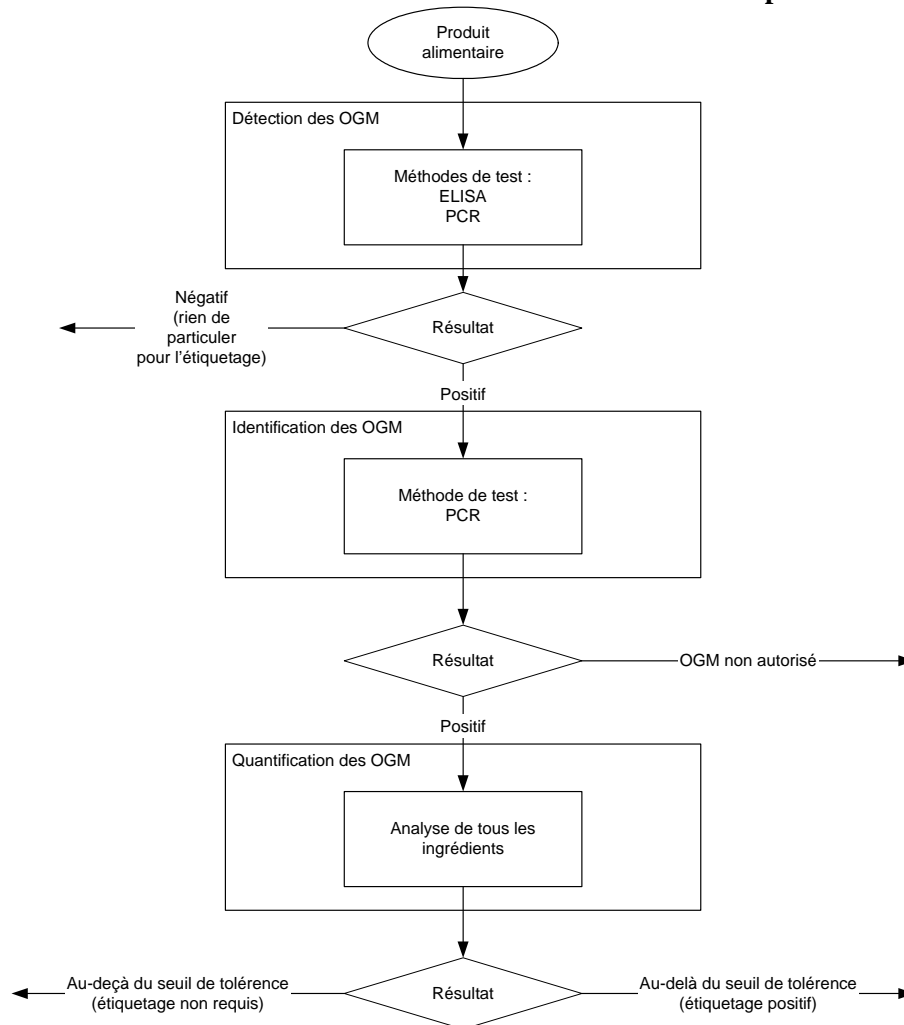 Produit
alimentaire
Détection des OGM
Méthodes de test :
ELISA
PCR
Négatif
(rien de
particuler
pour l'étiquetage)
Résultat
Positif
Identification des OGM
Méthode de test :
PCR
Résultat
OGM non autorisé
Positif
Quantification des OGM
Analyse de tous les
ingrédients
Au-deçà du seuil de tolérence
(étiquetage non requis)
Résultat
Au-delà du seuil de tolérence
(étiquetage positif)